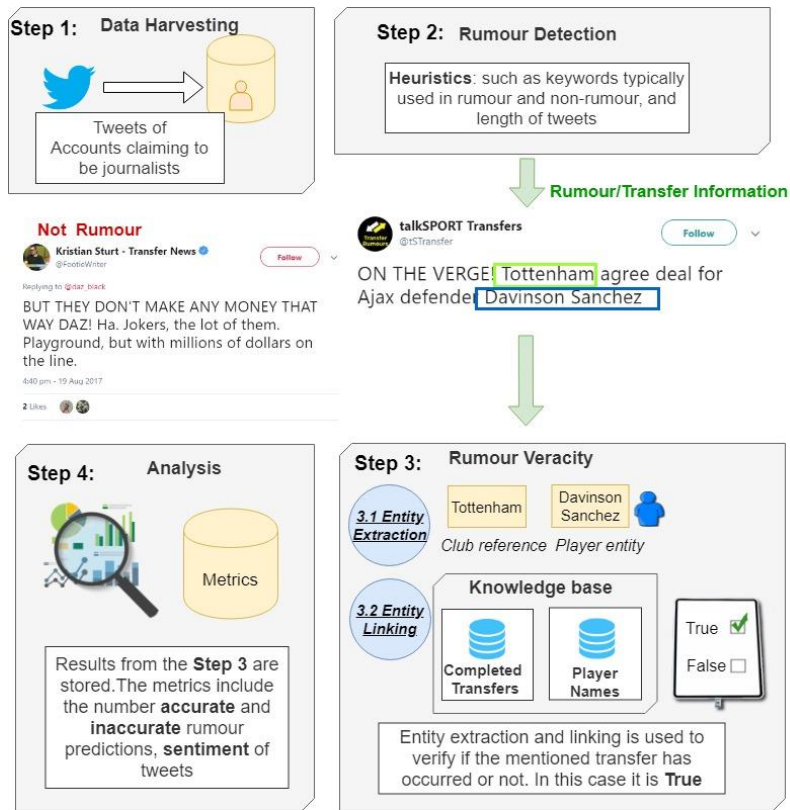 Step 1: Data Harvesting
Tweets of
Accounts claiming to
be journalists
Step 2: Rumour Detection
Heuristics: such as keywords typically
used in rumour and non-rumour, and
length of tweets
Rumour/Transfer Information
Not Rumour
Kristian Sturt - Transfer News
@FootieWriter
Follow
Replying to @daz_black
BUT THEY DON'T MAKE ANY MONEY THAT
WAY DAZ! Ha. Jokers, the lot of them.
Playground, but with millions of dollars on
the line.
4:40 pm - 19 Aug 2017
2 Likes
Transfer
Rumours
talkSPORT Transfers
@tSTransfer
Follow
ON THE VERGE! Tottenham agree deal for
Ajax defender Davinson Sanchez
Step 3: Rumour Veracity
3.1 Entity
Extraction
Tottenham
Davinson
Sanchez
Club reference Player entity
3.2 Entity
Linking
Knowledge base
Completed
Transfers
Player
Names
True
False
Entity extraction and linking is used to
verify if the mentioned transfer has
occurred or not. In this case it is True
Step 4: Analysis
Metrics
Results from the Step 3 are
stored.The metrics include
the number accurate and
inaccurate rumour
predictions, sentiment of
tweets